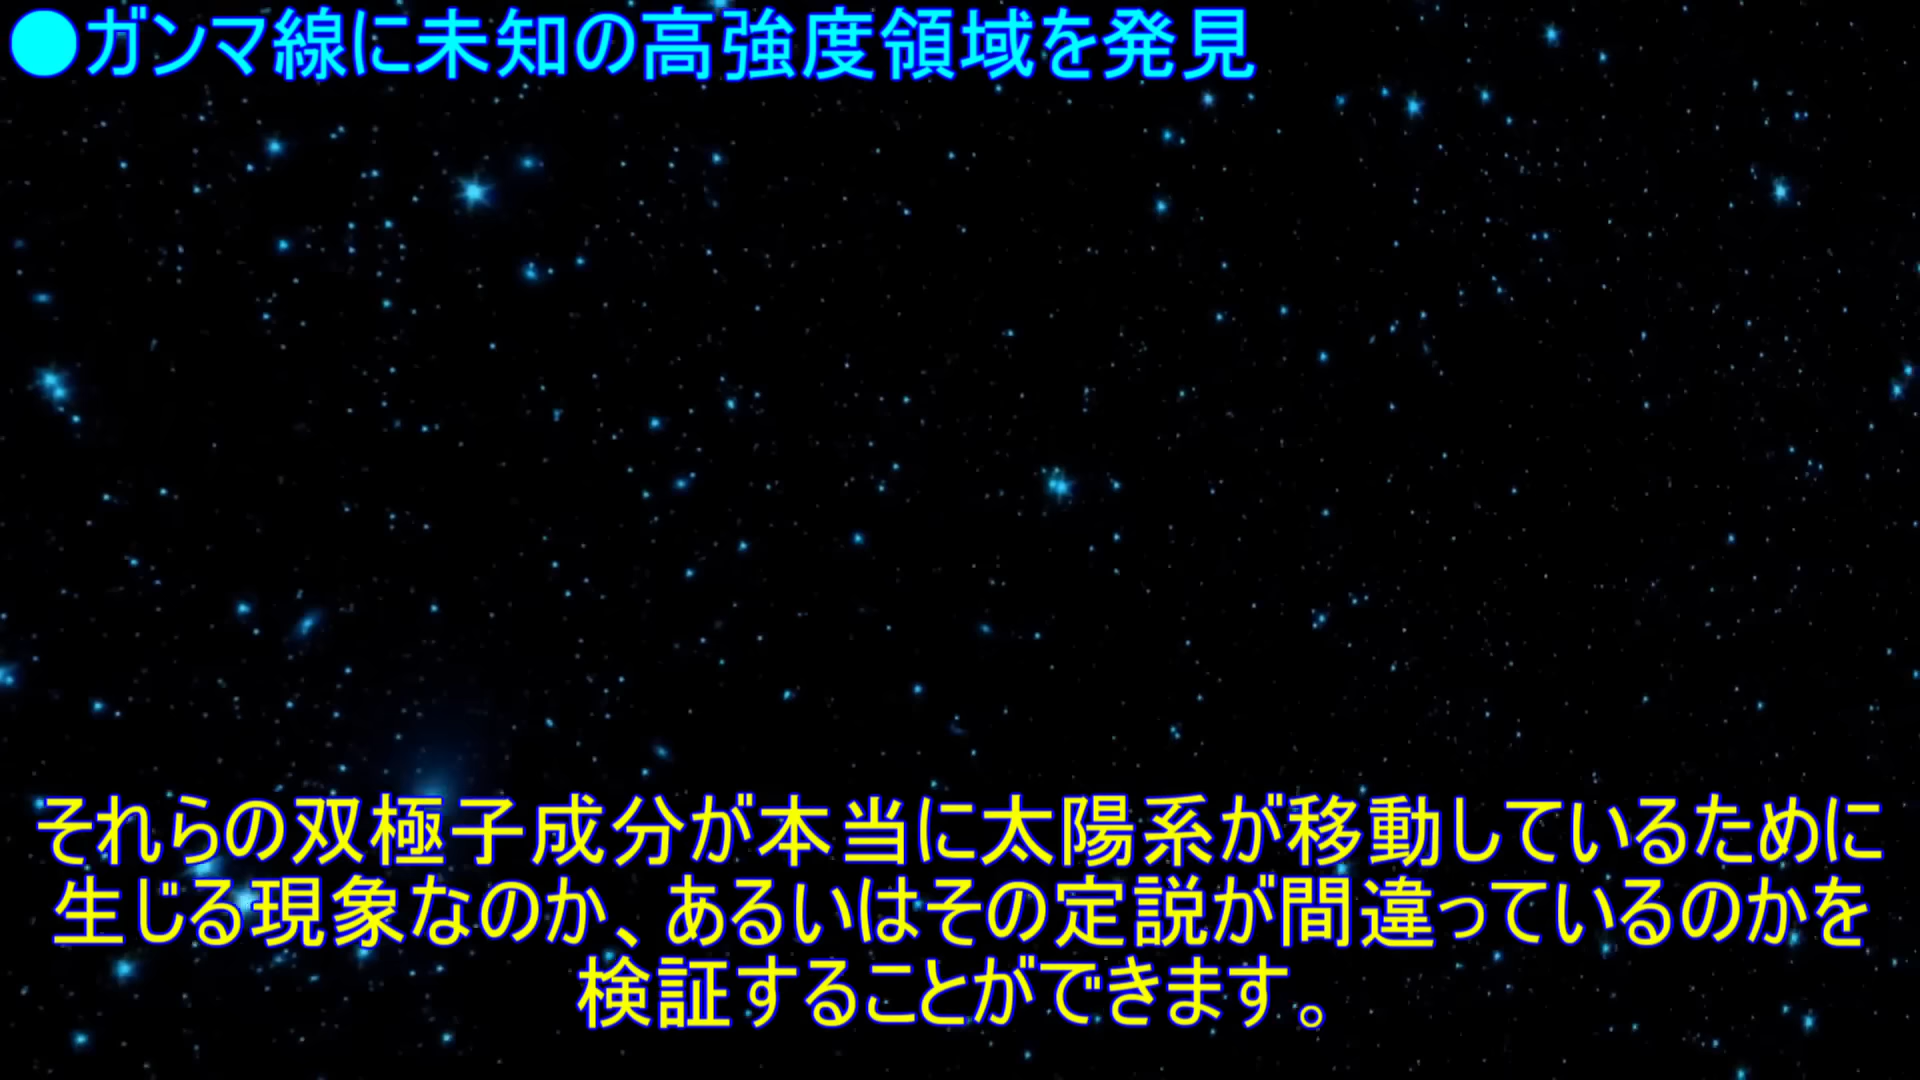 ●ガンマ線に未知の高強度領域を発見
それらの双極子成分が本当に太陽系が移動しているために
生じる現象なのか、あるいはその定説が間違っているのかを
検証することができます。